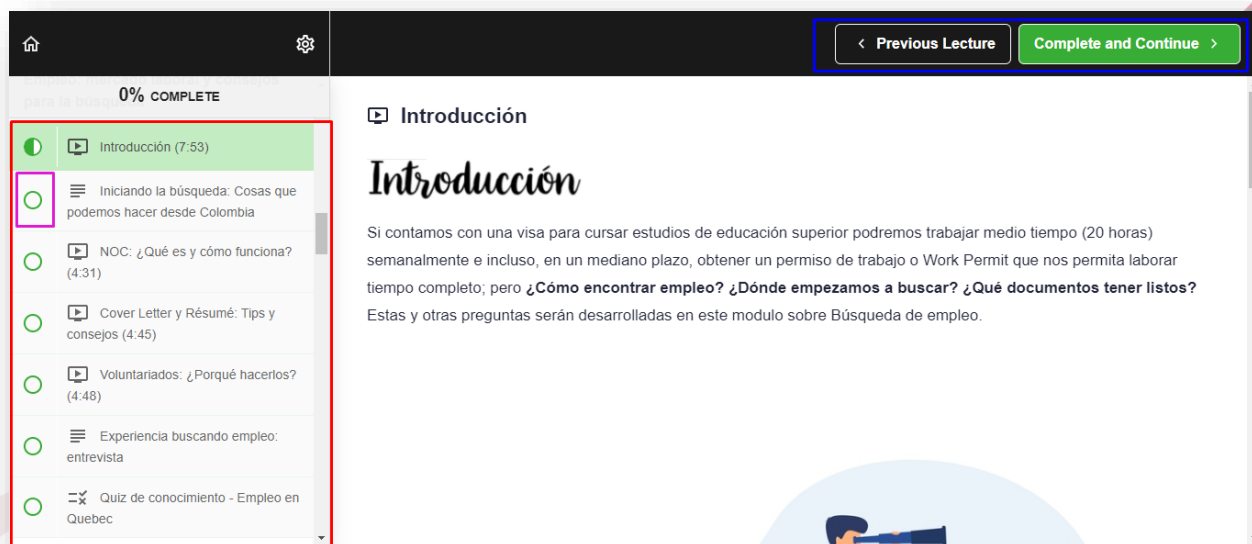 Previous Lecture
Complete and Continue
0% COMPLETE
para la búsqueda
Introducción (7:53)
Iniciando la búsqueda: Cosas que
podemos hacer desde Colombia
NOC: ¿Qué es y cómo funciona?
(4:31)
Cover Letter y Résumé: Tips y
consejos (4:45)
Voluntariados: ¿Porqué hacerlos?
(4:48)
Experiencia buscando empleo:
entrevista
Quiz de conocimiento - Empleo en
Quebec
Introducción
Introducción
Si contamos con una visa para cursar estudios de educación superior podremos trabajar medio tiempo (20 horas)
semanalmente e incluso, en un mediano plazo, obtener un permiso de trabajo o Work Permit que nos permita laborar
tiempo completo; pero ¿Cómo encontrar empleo? ¿Dónde empezamos a buscar? ¿Qué documentos tener listos?
Estas y otras preguntas serán desarrolladas en este modulo sobre Búsqueda de empleo.